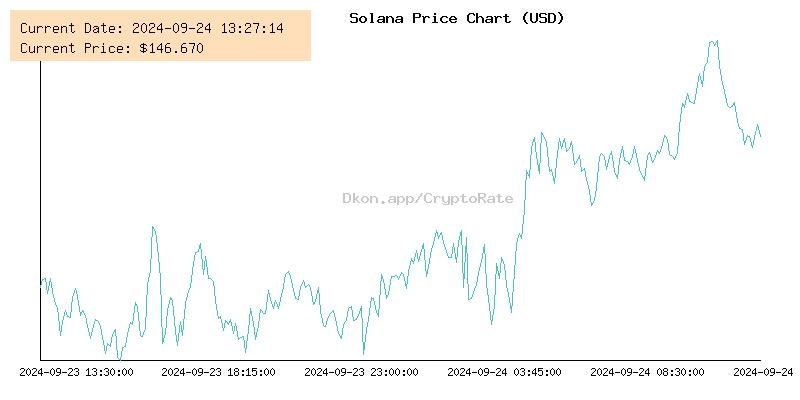 Solana Price Chart (USD)
Current Date: 2024-09-24 13:27:14
Current Price: $146.670
Dkon.app/CryptoRate
2024-09-23 13:30:00 2024-09-23 18:15:00 2024-09-23 23:00:00 2024-09-24 03:45:00 2024-09-24 08:30:00 2024-09-24